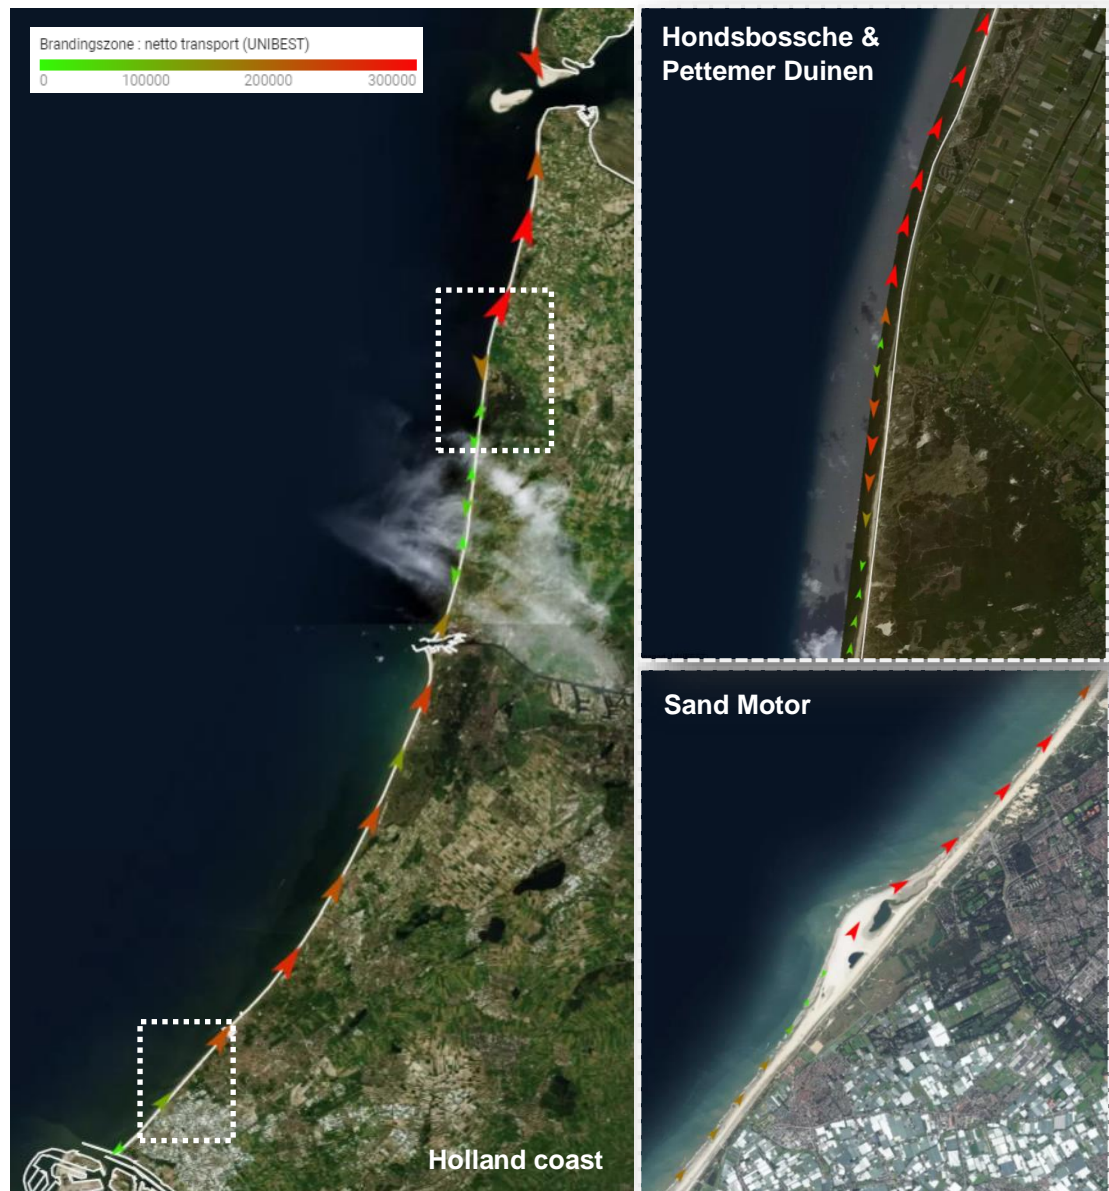 Brandingszone : netto transport (UNIBEST)
0 100000 200000 300000
Hondsbossche &
Pettemer Duinen
Sand Motor
Holland coast